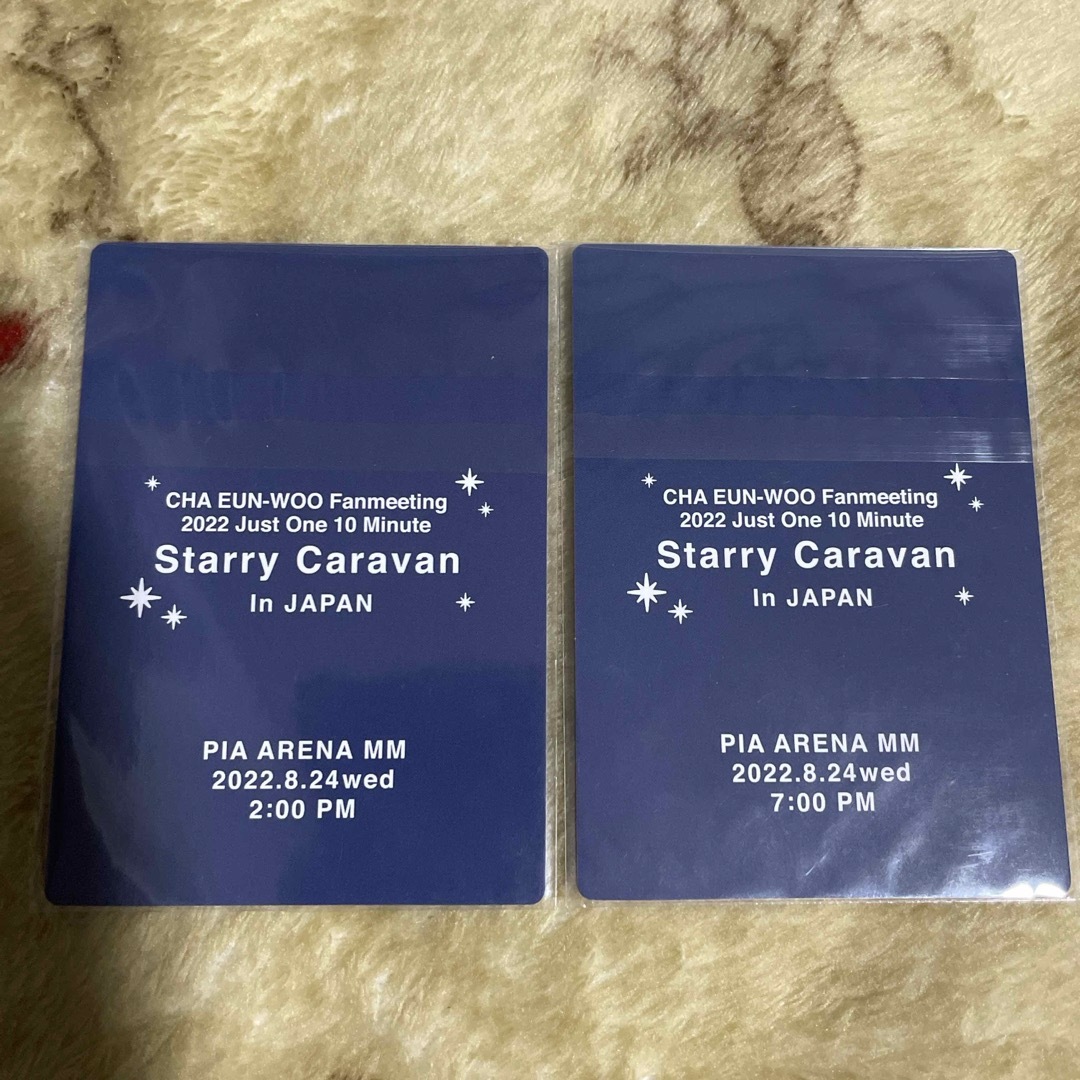 CHA EUN-WOO Fanmeeting
2022 Just One 10 Minute
Starry Caravan
In JAPAN
PIA ARENA MM
2022.8.24wed
2:00 PM
CHA EUN-WOO Fanmeeting
2022 Just One 10 Minute
Starry Caravan
In JAPAN
PIA ARENA MM
2022.8.24wed
7:00 PM